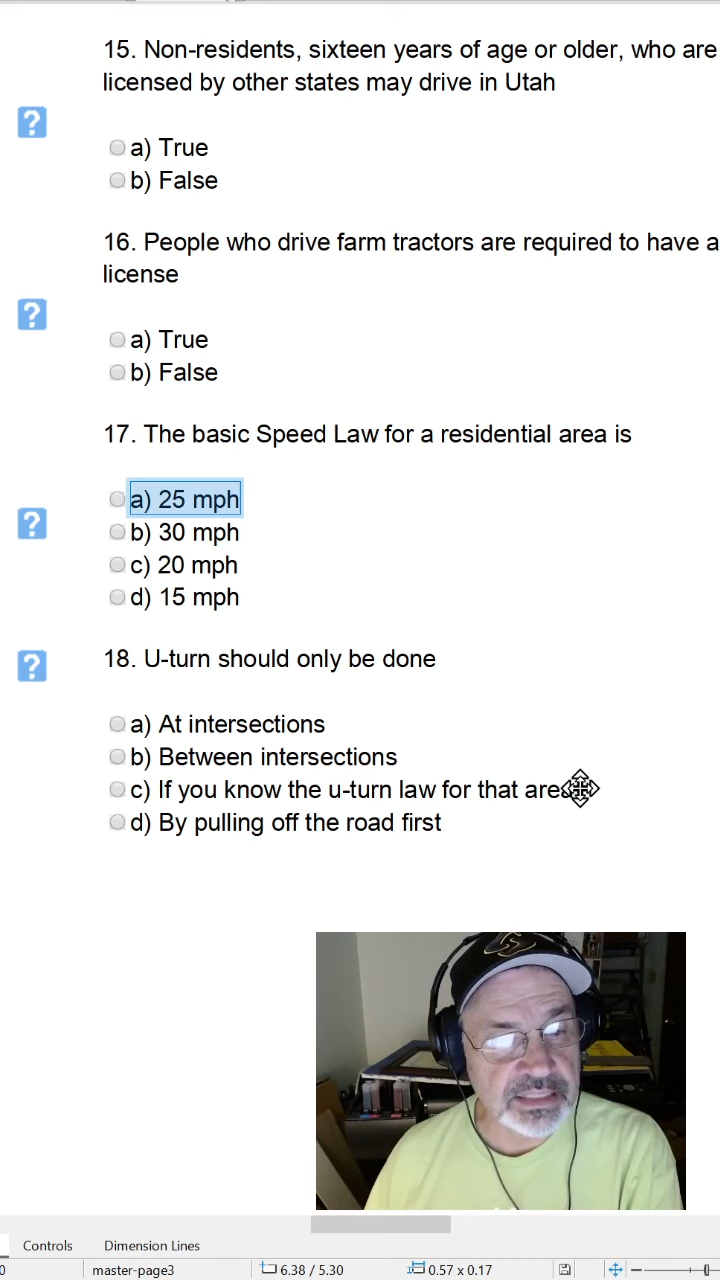 15. Non-residents, sixteen years of age or older, who are
licensed by other states may drive in Utah
?
a) True
b) False
16. People who drive farm tractors are required to have a
license
?
a) True
b) False
17. The basic Speed Law for a residential area is
?
a) 25 mph
b) 30 mph
c) 20 mph
d) 15 mph
?
18. U-turn should only be done
a) At intersections
b) Between intersections
c) If you know the u-turn law for that area
d) By pulling off the road first
Controls Dimension Lines
0 master-page3 6.38 / 5.30 0.57 x 0.17